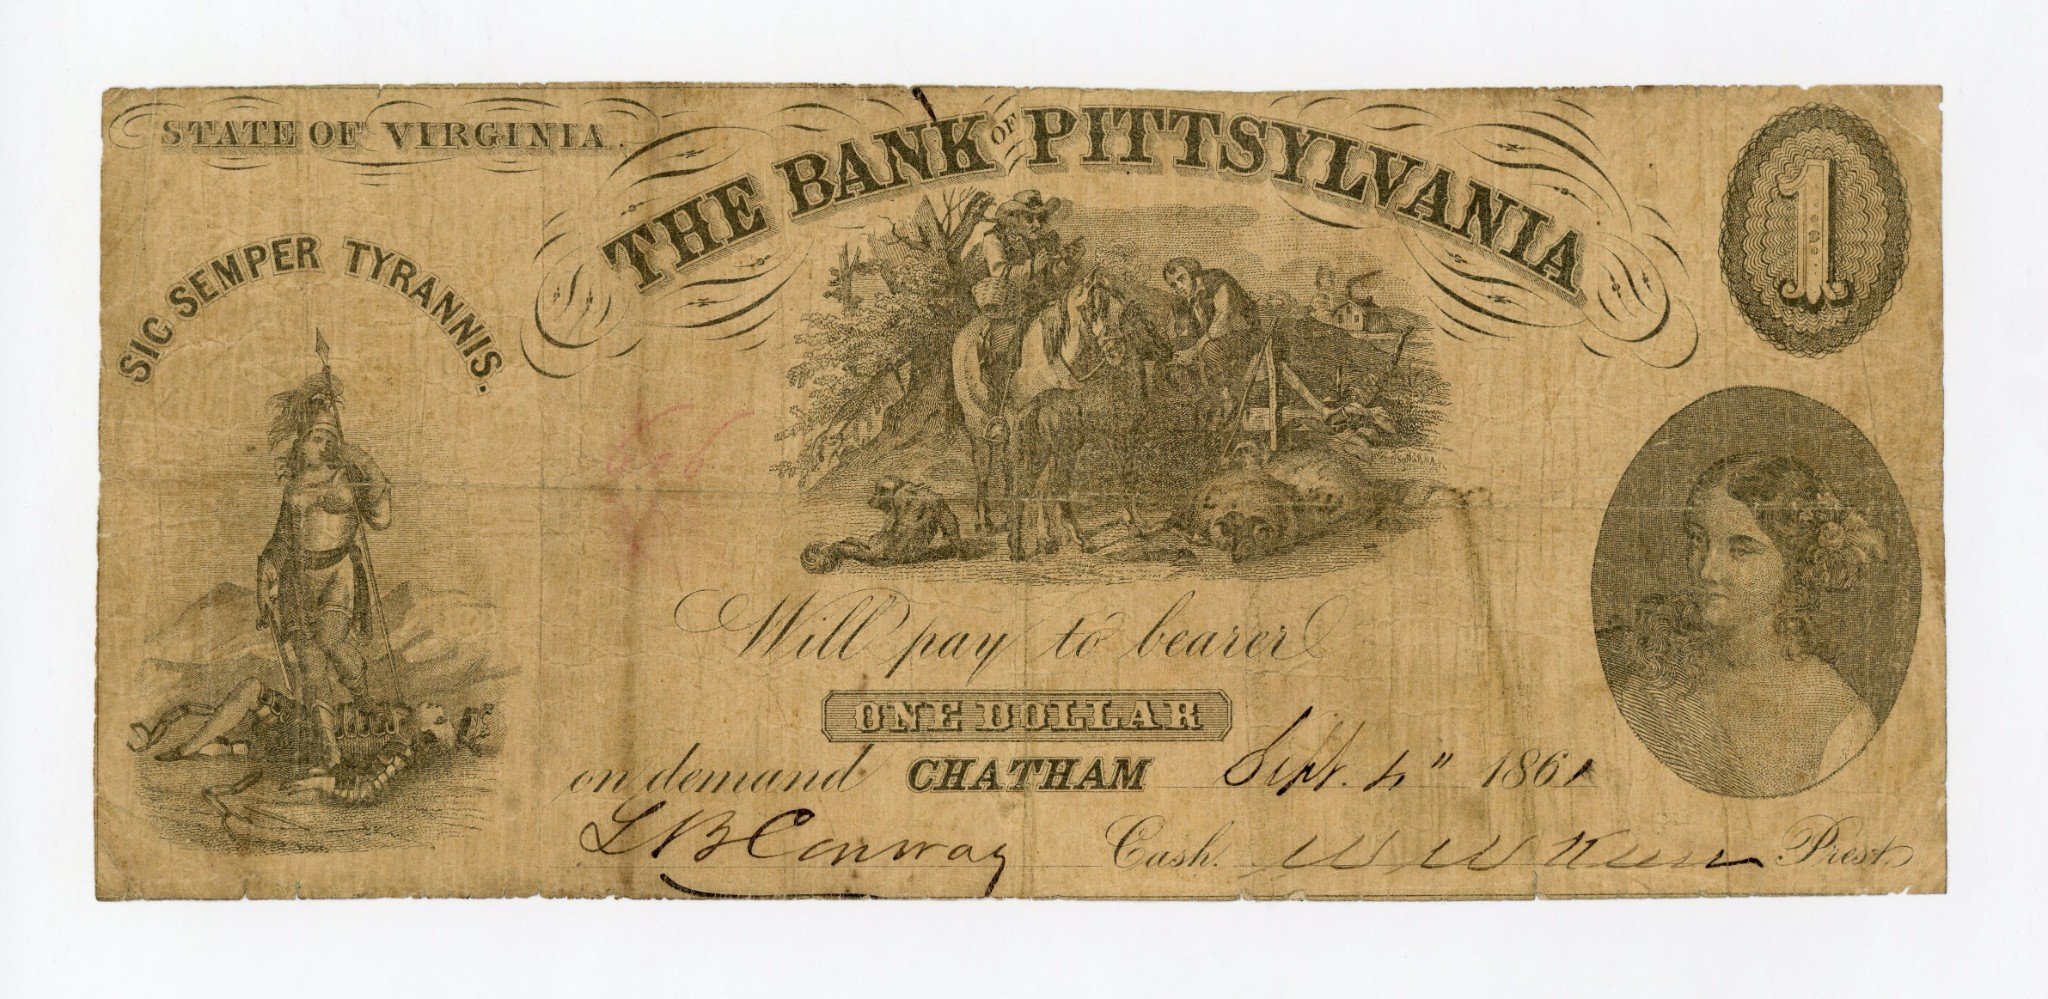 STATE OF VIRGINIA.
THE BANK OF PITTSYLVANIA
1
SIC SEMPER TYRANNIS.
Will pay to bearer
ONE DOLLAR
on demand CHATHAM Sept. 4" 1861
L B Conway Cash. W W Prest.